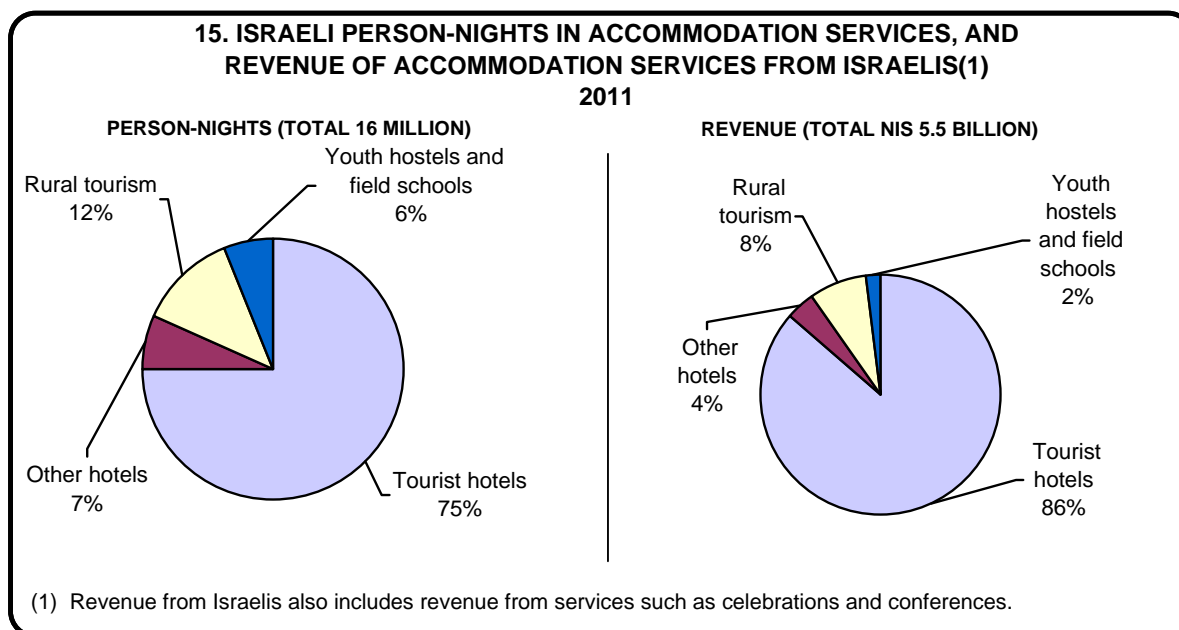 15. ISRAELI PERSON-NIGHTS IN ACCOMMODATION SERVICES, AND
REVENUE OF ACCOMMODATION SERVICES FROM ISRAELIS(1)
2011
PERSON-NIGHTS (TOTAL 16 MILLION)
Youth hostels and
field schools
6%
Rural tourism
12%
Other hotels
7%
Tourist hotels
75%
REVENUE (TOTAL NIS 5.5 BILLION)
Rural
tourism
8%
Youth
hostels
and field
schools
2%
Other
hotels
4%
Tourist
hotels
86%
(1) Revenue from Israelis also includes revenue from services such as celebrations and conferences.